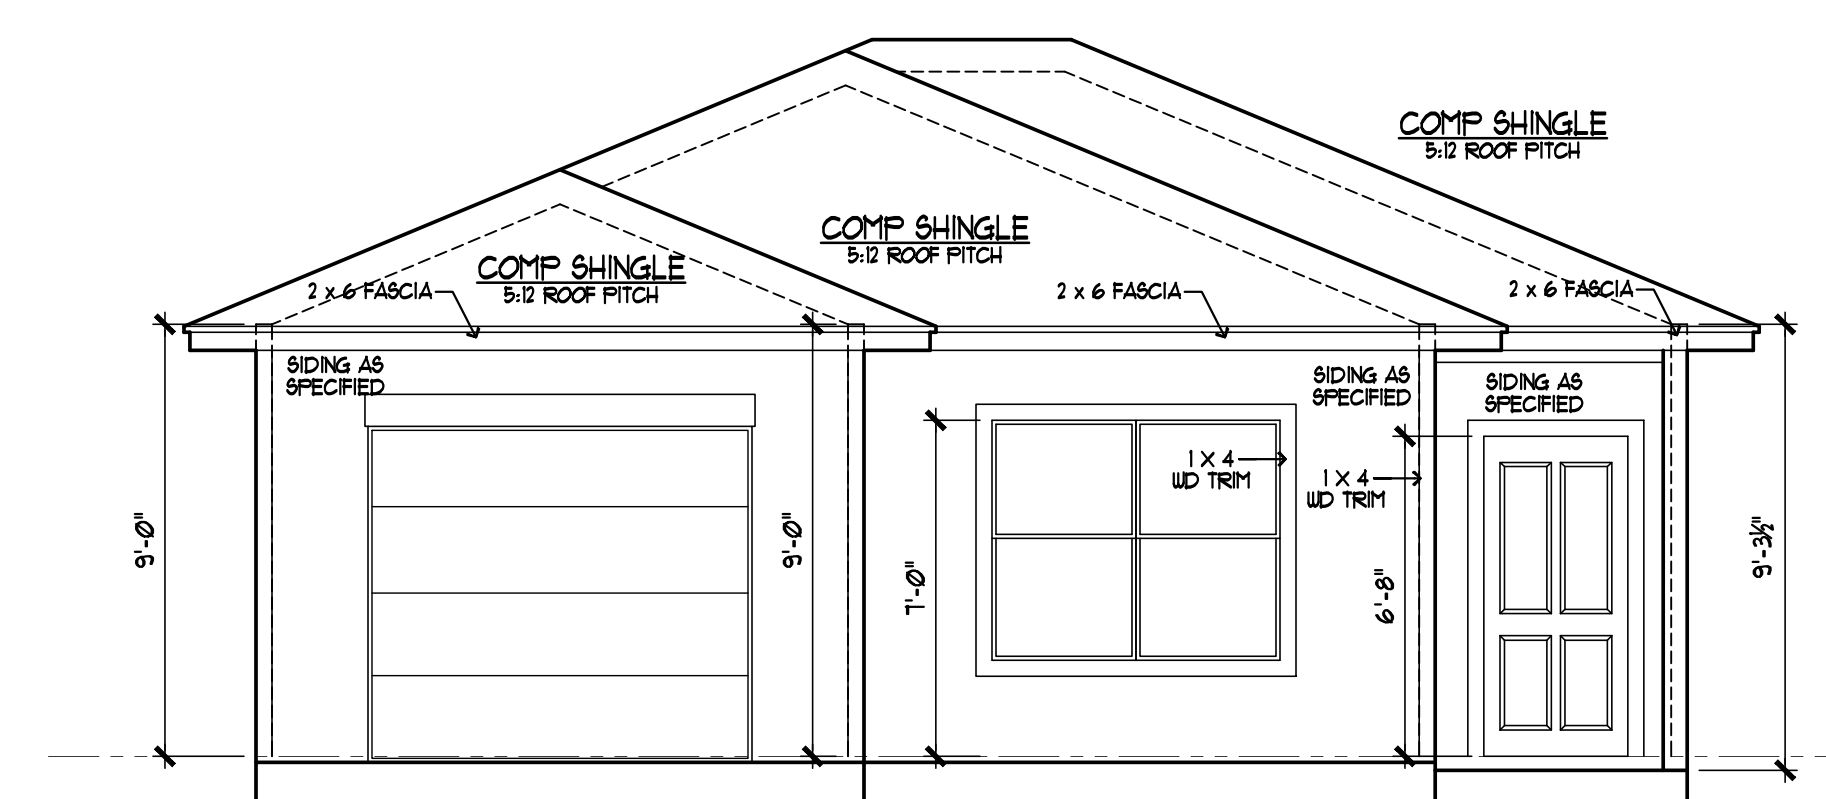 COMP SHINGLE
5:12 ROOF PITCH
COMP SHINGLE
5:12 ROOF PITCH
COMP SHINGLE
5:12 ROOF PITCH
2 x 6 FASCIA
2 x 6 FASCIA
2 x 6 FASCIA
SIDING AS
SPECIFIED
SIDING AS
SPECIFIED
SIDING AS
SPECIFIED
1 X 4
WD TRIM
1 X 4
WD TRIM
9'-0"
9'-0"
7'-0"
6'-8"
9'-3½"